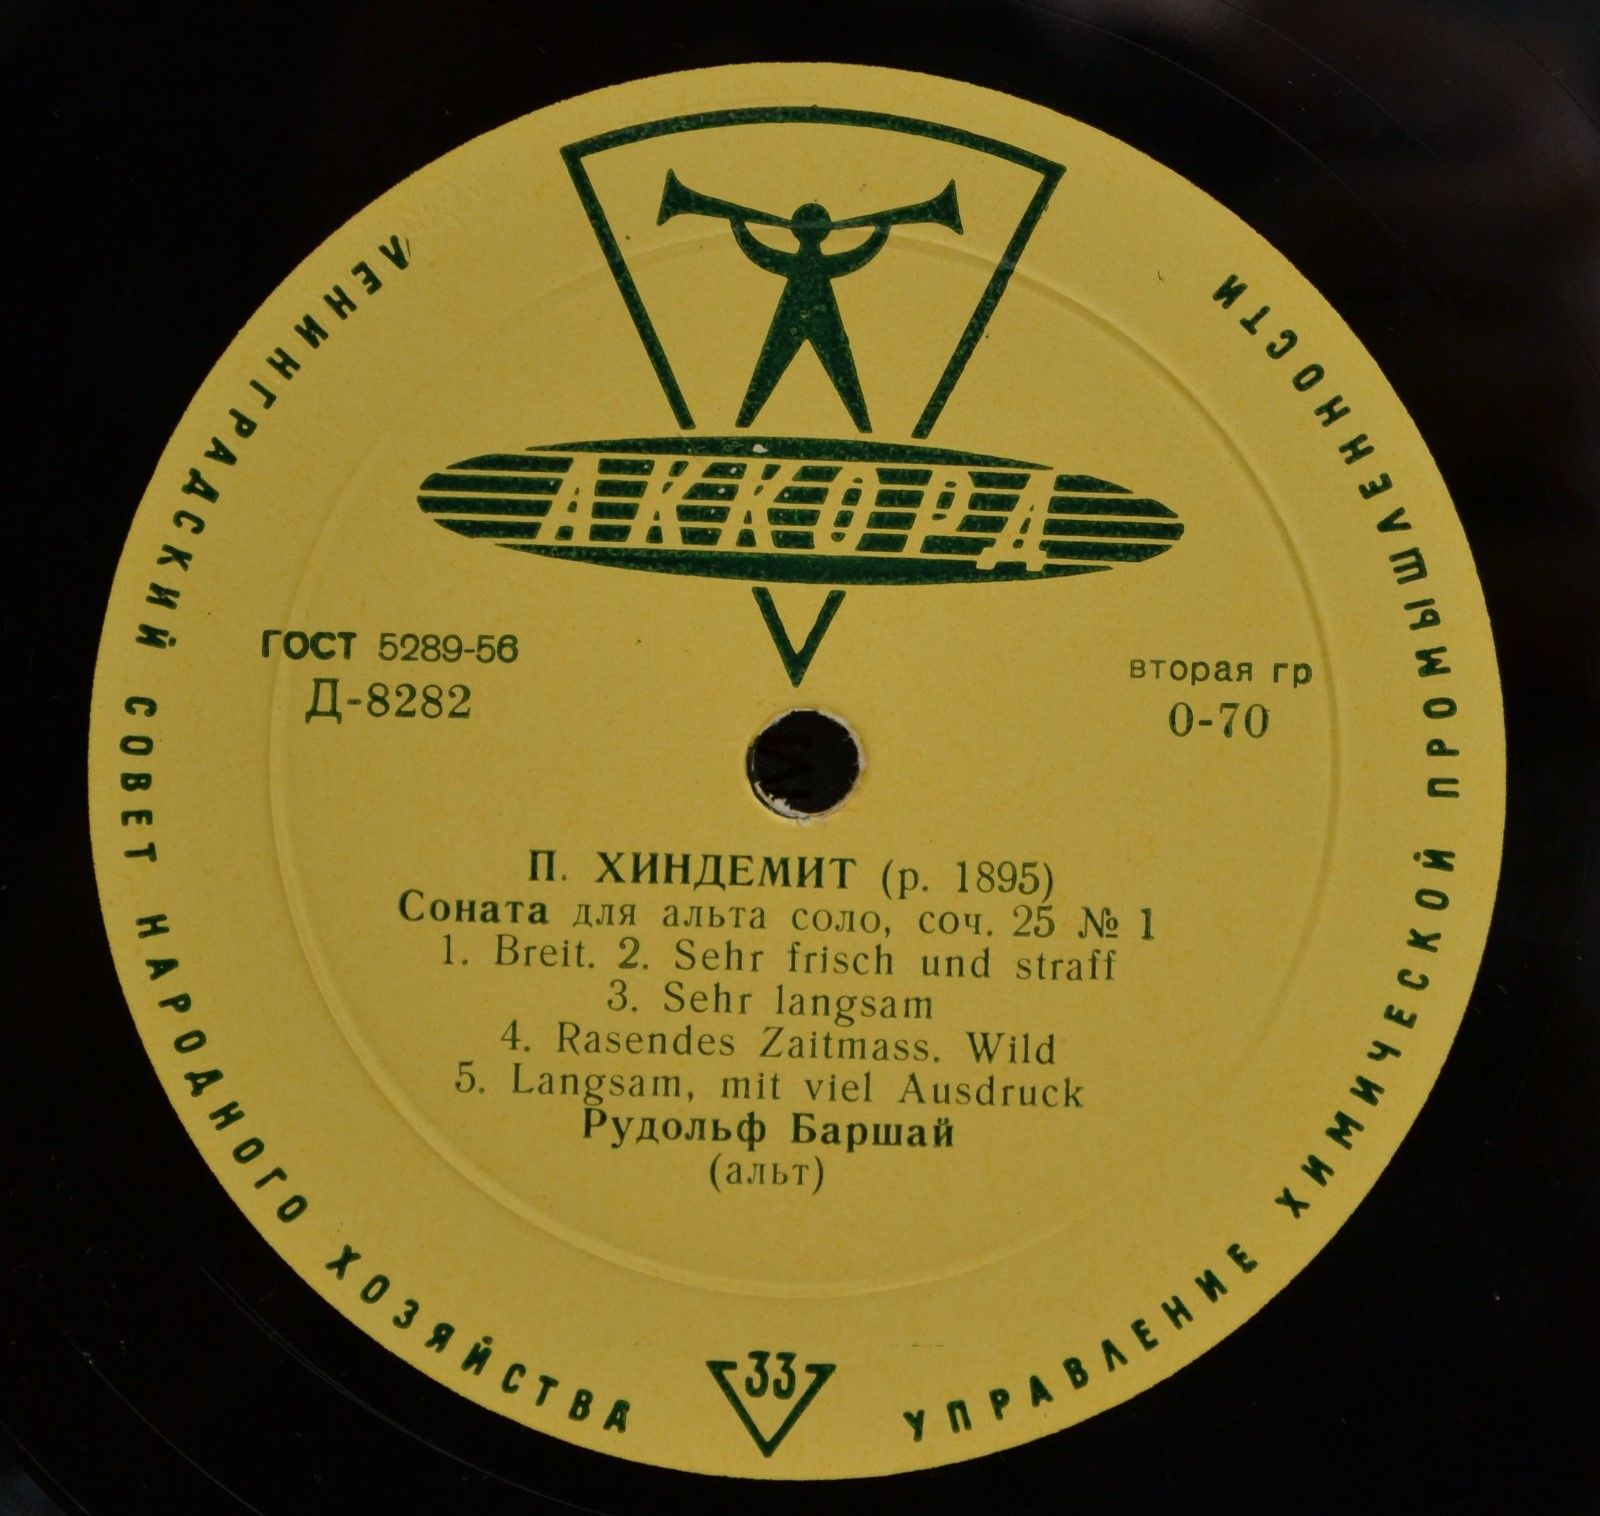 ЛЕНИНГРАДСКИЙ СОВЕТ НАРОДНОГО ХОЗЯЙСТВА
УПРАВЛЕНИЕ ХИМИЧЕСКОЙ ПРОМЫШЛЕННОСТИ
АККОРД
ГОСТ 5289-56
Д-8282
вторая гр
0-70
П. ХИНДЕМИТ (р. 1895)
Соната для альта соло, соч. 25 № 1
1. Breit. 2. Sehr frisch und straff
3. Sehr langsam
4. Rasendes Zaitmass. Wild
5. Langsam, mit viel Ausdruck
Рудольф Баршай
(альт)
33